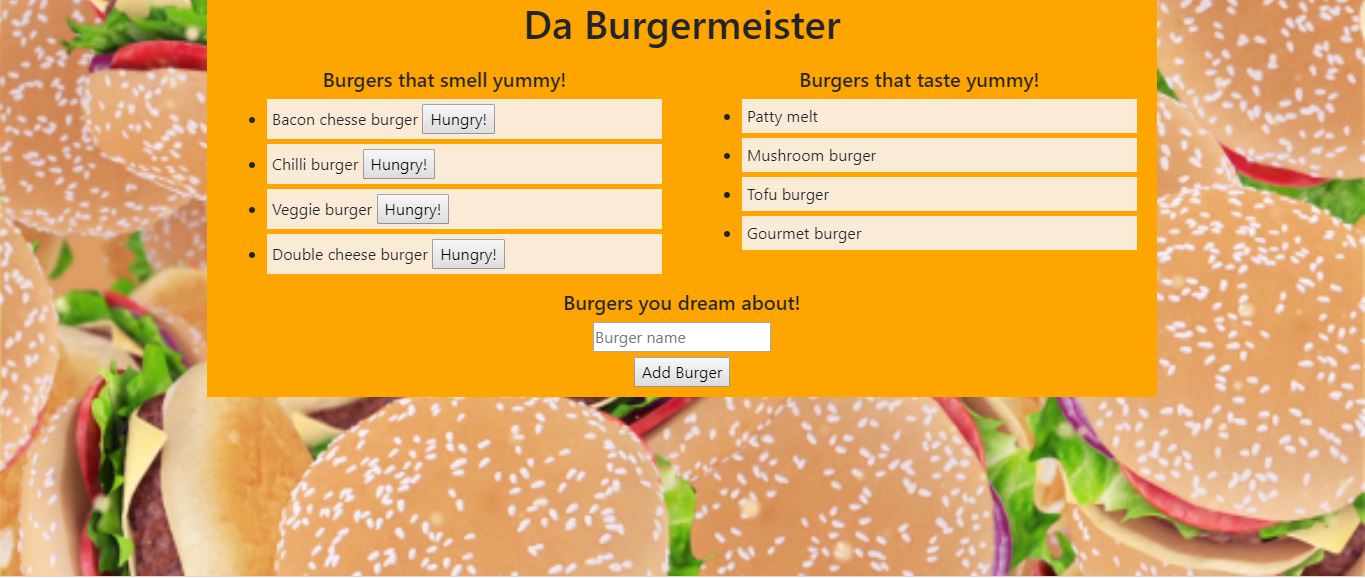 Da Burgermeister
Burgers that smell yummy!
Bacon chesse burger Hungry!
Chilli burger Hungry!
Veggie burger Hungry!
Double cheese burger Hungry!
Burgers that taste yummy!
Patty melt
Mushroom burger
Tofu burger
Gourmet burger
Burgers you dream about!
Burger name
Add Burger